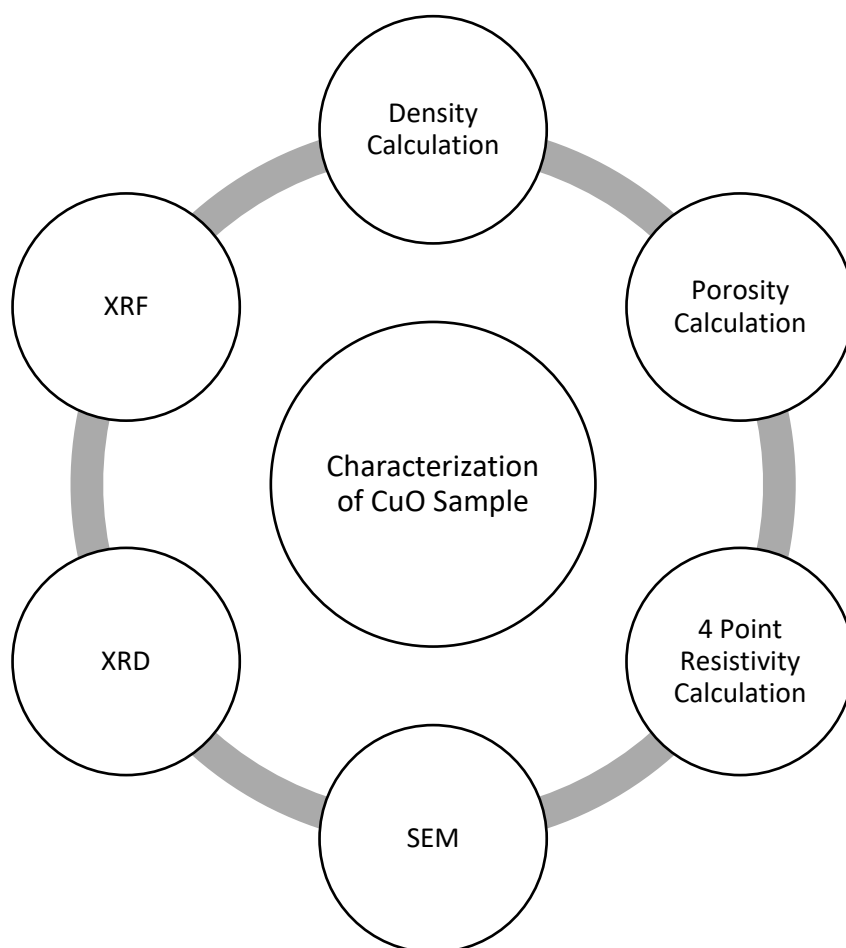 Density
Calculation
Porosity
Calculation
4 Point
Resistivity
Calculation
SEM
XRD
XRF
Characterization
of CuO Sample